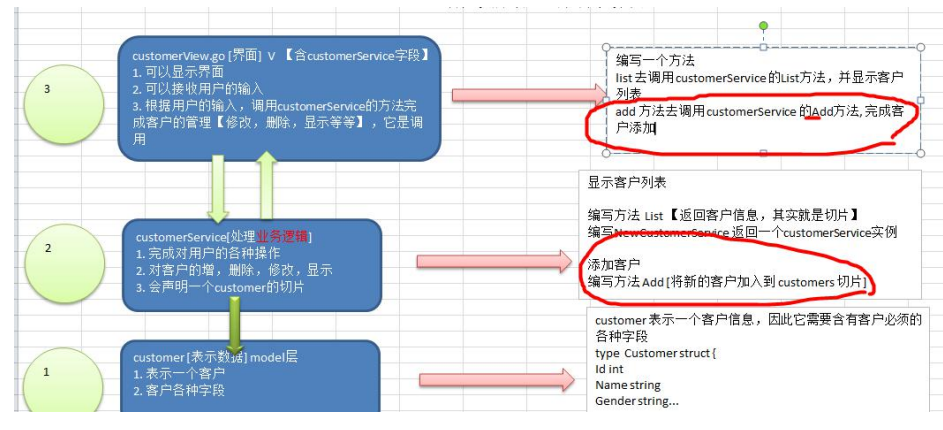 3
customerView.go [界面] V 【含customerService字段】
1. 可以显示界面
2. 可以接收用户的输入
3. 根据用户的输入，调用customerService的方法完
成客户的管理【修改，删除，显示等等】，它是调
用
编写一个方法
list 去调用customerService的List方法，并显示客户
列表
add 方法去调用customerService 的Add方法,完成客
户添加
2
customerService[处理业务逻辑]
1. 完成对用户的各种操作
2. 对客户的增，删除，修改，显示
3. 会声明一个customer的切片
显示客户列表
编写方法 List【返回客户信息，其实就是切片】
编写NewCustomerService 返回一个customerService实例
添加客户
编写方法Add [将新的客户加入到 customers 切片]
1
customer [表示数据] model层
1. 表示一个客户
2. 客户各种字段
customer 表示一个客户信息，因此它需要含有客户必须的
各种字段
type Customer struct {
Id int
Name string
Gender string...